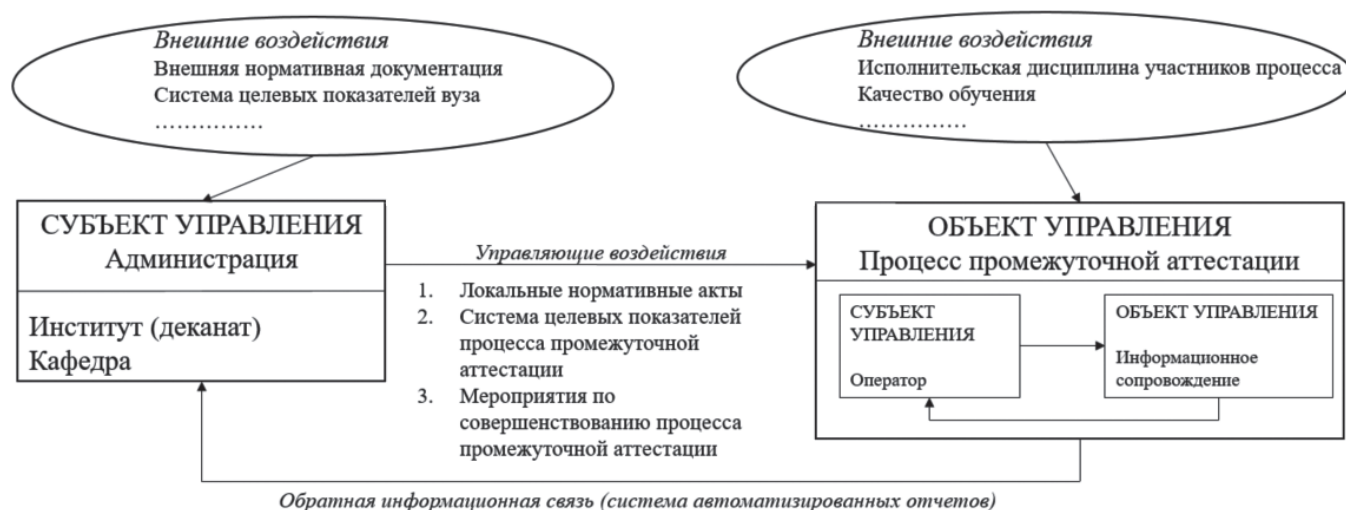 Внешние воздействия
Внешняя нормативная документация
Система целевых показателей вуза
……………
Внешние воздействия
Исполнительская дисциплина участников процесса
Качество обучения
……………
СУБЪЕКТ УПРАВЛЕНИЯ
Администрация
Институт (деканат)
Кафедра
Управляющие воздействия
1. Локальные нормативные акты
2. Система целевых показателей
процесса промежуточной
аттестации
3. Мероприятия по
совершенствованию процесса
промежуточной аттестации
ОБЪЕКТ УПРАВЛЕНИЯ
Процесс промежуточной аттестации
СУБЪЕКТ
УПРАВЛЕНИЯ
Оператор
ОБЪЕКТ УПРАВЛЕНИЯ
Информационное
сопровождение
Обратная информационная связь (система автоматизированных отчетов)